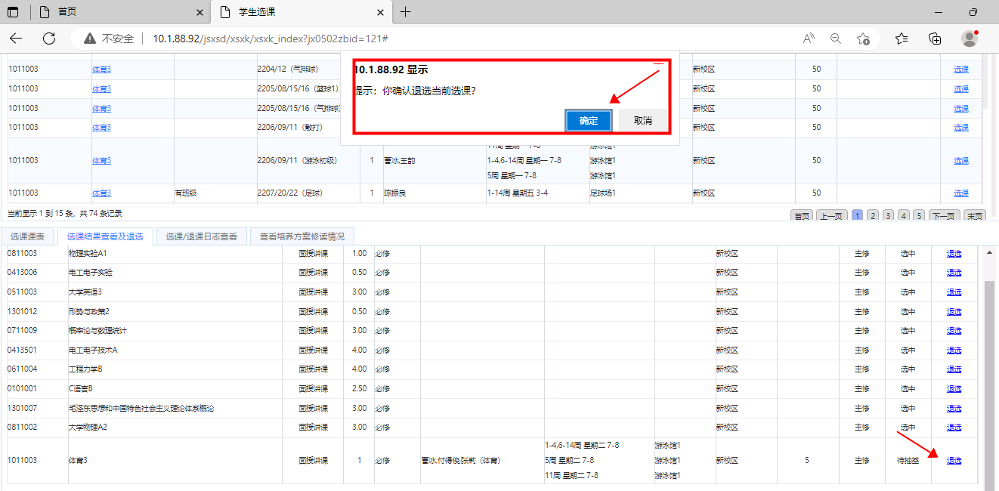 首页
学生选课
不安全
10.1.88.92/jsxsd/xsxk/xsxk_index?jx0502zbid=121#
10.1.88.92 显示
提示：你确认退选当前选课?
确定 取消
1011003 体育3 2204/12（气排球） 新校区 50 选课
1011003 体育3 2205/08/15/16（篮球1） 新校区 50 选课
1011003 体育3 2205/08/15/16（气排球 新校区 50 选课
1011003 体育3 2206/09/11（散打） 新校区 50 选课
11周 星期一 7-8 游泳馆1
1011003 体育3 2206/09/11（游泳初级） 1 曹冰,王韵 1-4,6-14周 星期一 7-8 游泳馆1 新校区 50 选课
5周 星期一 7-8 游泳馆1
1011003 体育3 有班级 2207/20/22（足球） 1 陈振良 1-14周 星期五 3-4 足球场1 新校区 50 选课
当前显示 1 到 15 条，共 74 条记录
首页 上一页 1 2 3 4 5 下一页 末页
选课课表 选课结果查看及退选 选课/退课日志查看 查看培养方案修读情况
0811003 物理实验A1 面授讲课 1.00 必修 新校区 主修 选中 退选
0413006 电工电子实验 面授讲课 0.50 必修 新校区 主修 选中 退选
0511003 大学英语3 面授讲课 3.00 必修 新校区 主修 选中 退选
1301012 形势与政策2 面授讲课 0.50 必修 新校区 主修 选中 退选
0711009 概率论与数理统计 面授讲课 3.00 必修 新校区 主修 选中 退选
0413501 电工电子技术A 面授讲课 4.00 必修 新校区 主修 选中 退选
0611004 工程力学B 面授讲课 4.00 必修 新校区 主修 选中 退选
0101001 C语言B 面授讲课 2.50 必修 新校区 主修 选中 退选
1301007 毛泽东思想和中国特色社会主义理论体系概论 面授讲课 3.00 必修 新校区 主修 选中 退选
0811002 大学物理A2 面授讲课 3.00 必修 新校区 主修 选中 退选
1-4,6-14周 星期二 7-8 游泳馆1
1011003 体育3 面授讲课 1 必修 曹冰,付得俊,张莉（体育） 5周 星期二 7-8 游泳馆1 新校区 5 主修 待抽签 退选
11周 星期二 7-8 游泳馆1